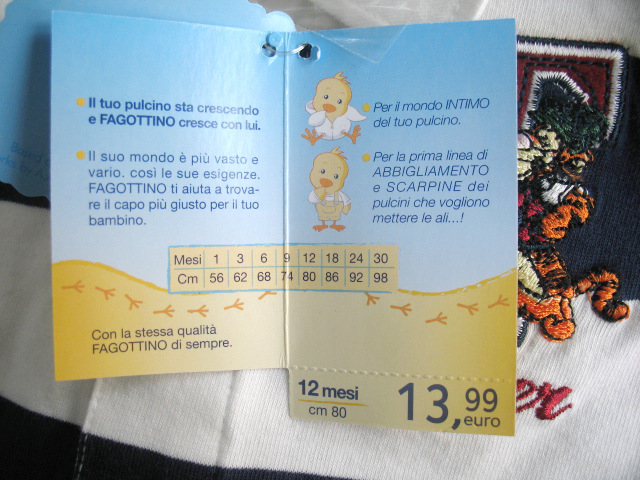 Il tuo pulcino sta crescendo
e FAGOTTINO cresce con lui.
Il suo mondo è più vasto e
vario. così le sue esigenze.
FAGOTTINO ti aiuta a trova-
re il capo più giusto per il tuo
bambino.
Per il mondo INTIMO
del tuo pulcino.
Per la prima linea di
ABBIGLIAMENTO
e SCARPINE dei
pulcini che vogliono
mettere le ali...!
Mesi 1 3 6 9 12 18 24 30
Cm 56 62 68 74 80 86 92 98
Con la stessa qualità
FAGOTTINO di sempre.
12 mesi
cm 80
13,99
euro